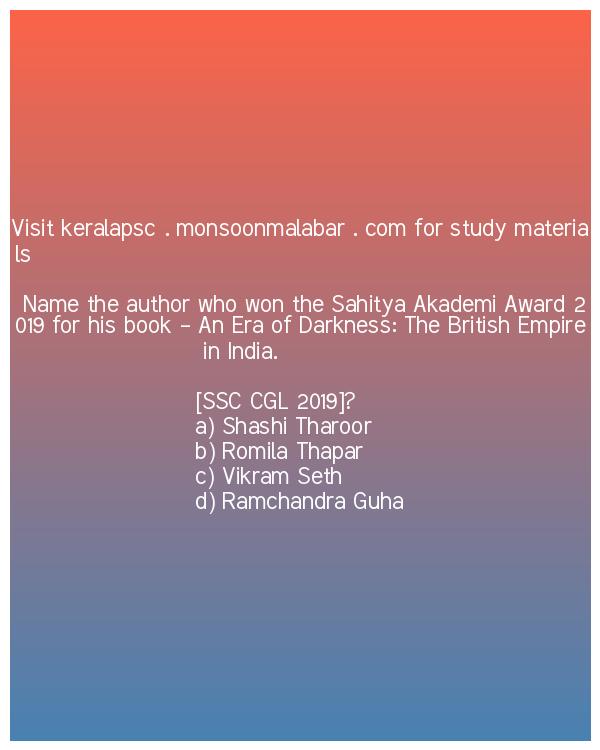 Visit keralapsc . monsoonmalabar . com for study materia
ls
Name the author who won the Sahitya Akademi Award 2
019 for his book – An Era of Darkness: The British Empire
in India.
[SSC CGL 2019]?
a) Shashi Tharoor
b) Romila Thapar
c) Vikram Seth
d) Ramchandra Guha